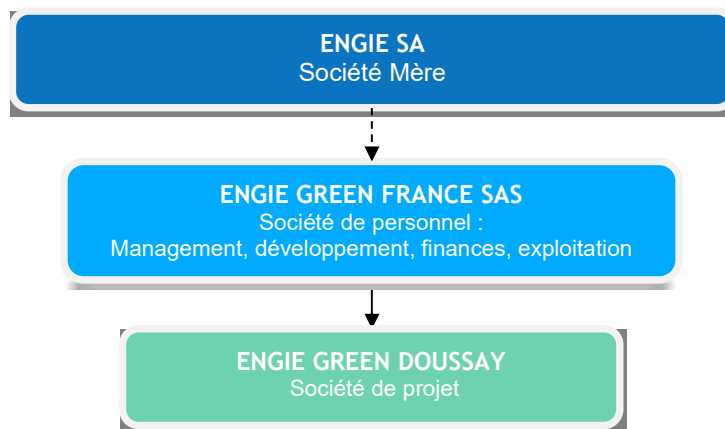 ENGIE SA
Société Mère
ENGIE GREEN FRANCE SAS
Société de personnel :
Management, développement, finances, exploitation
ENGIE GREEN DOUSSAY
Société de projet